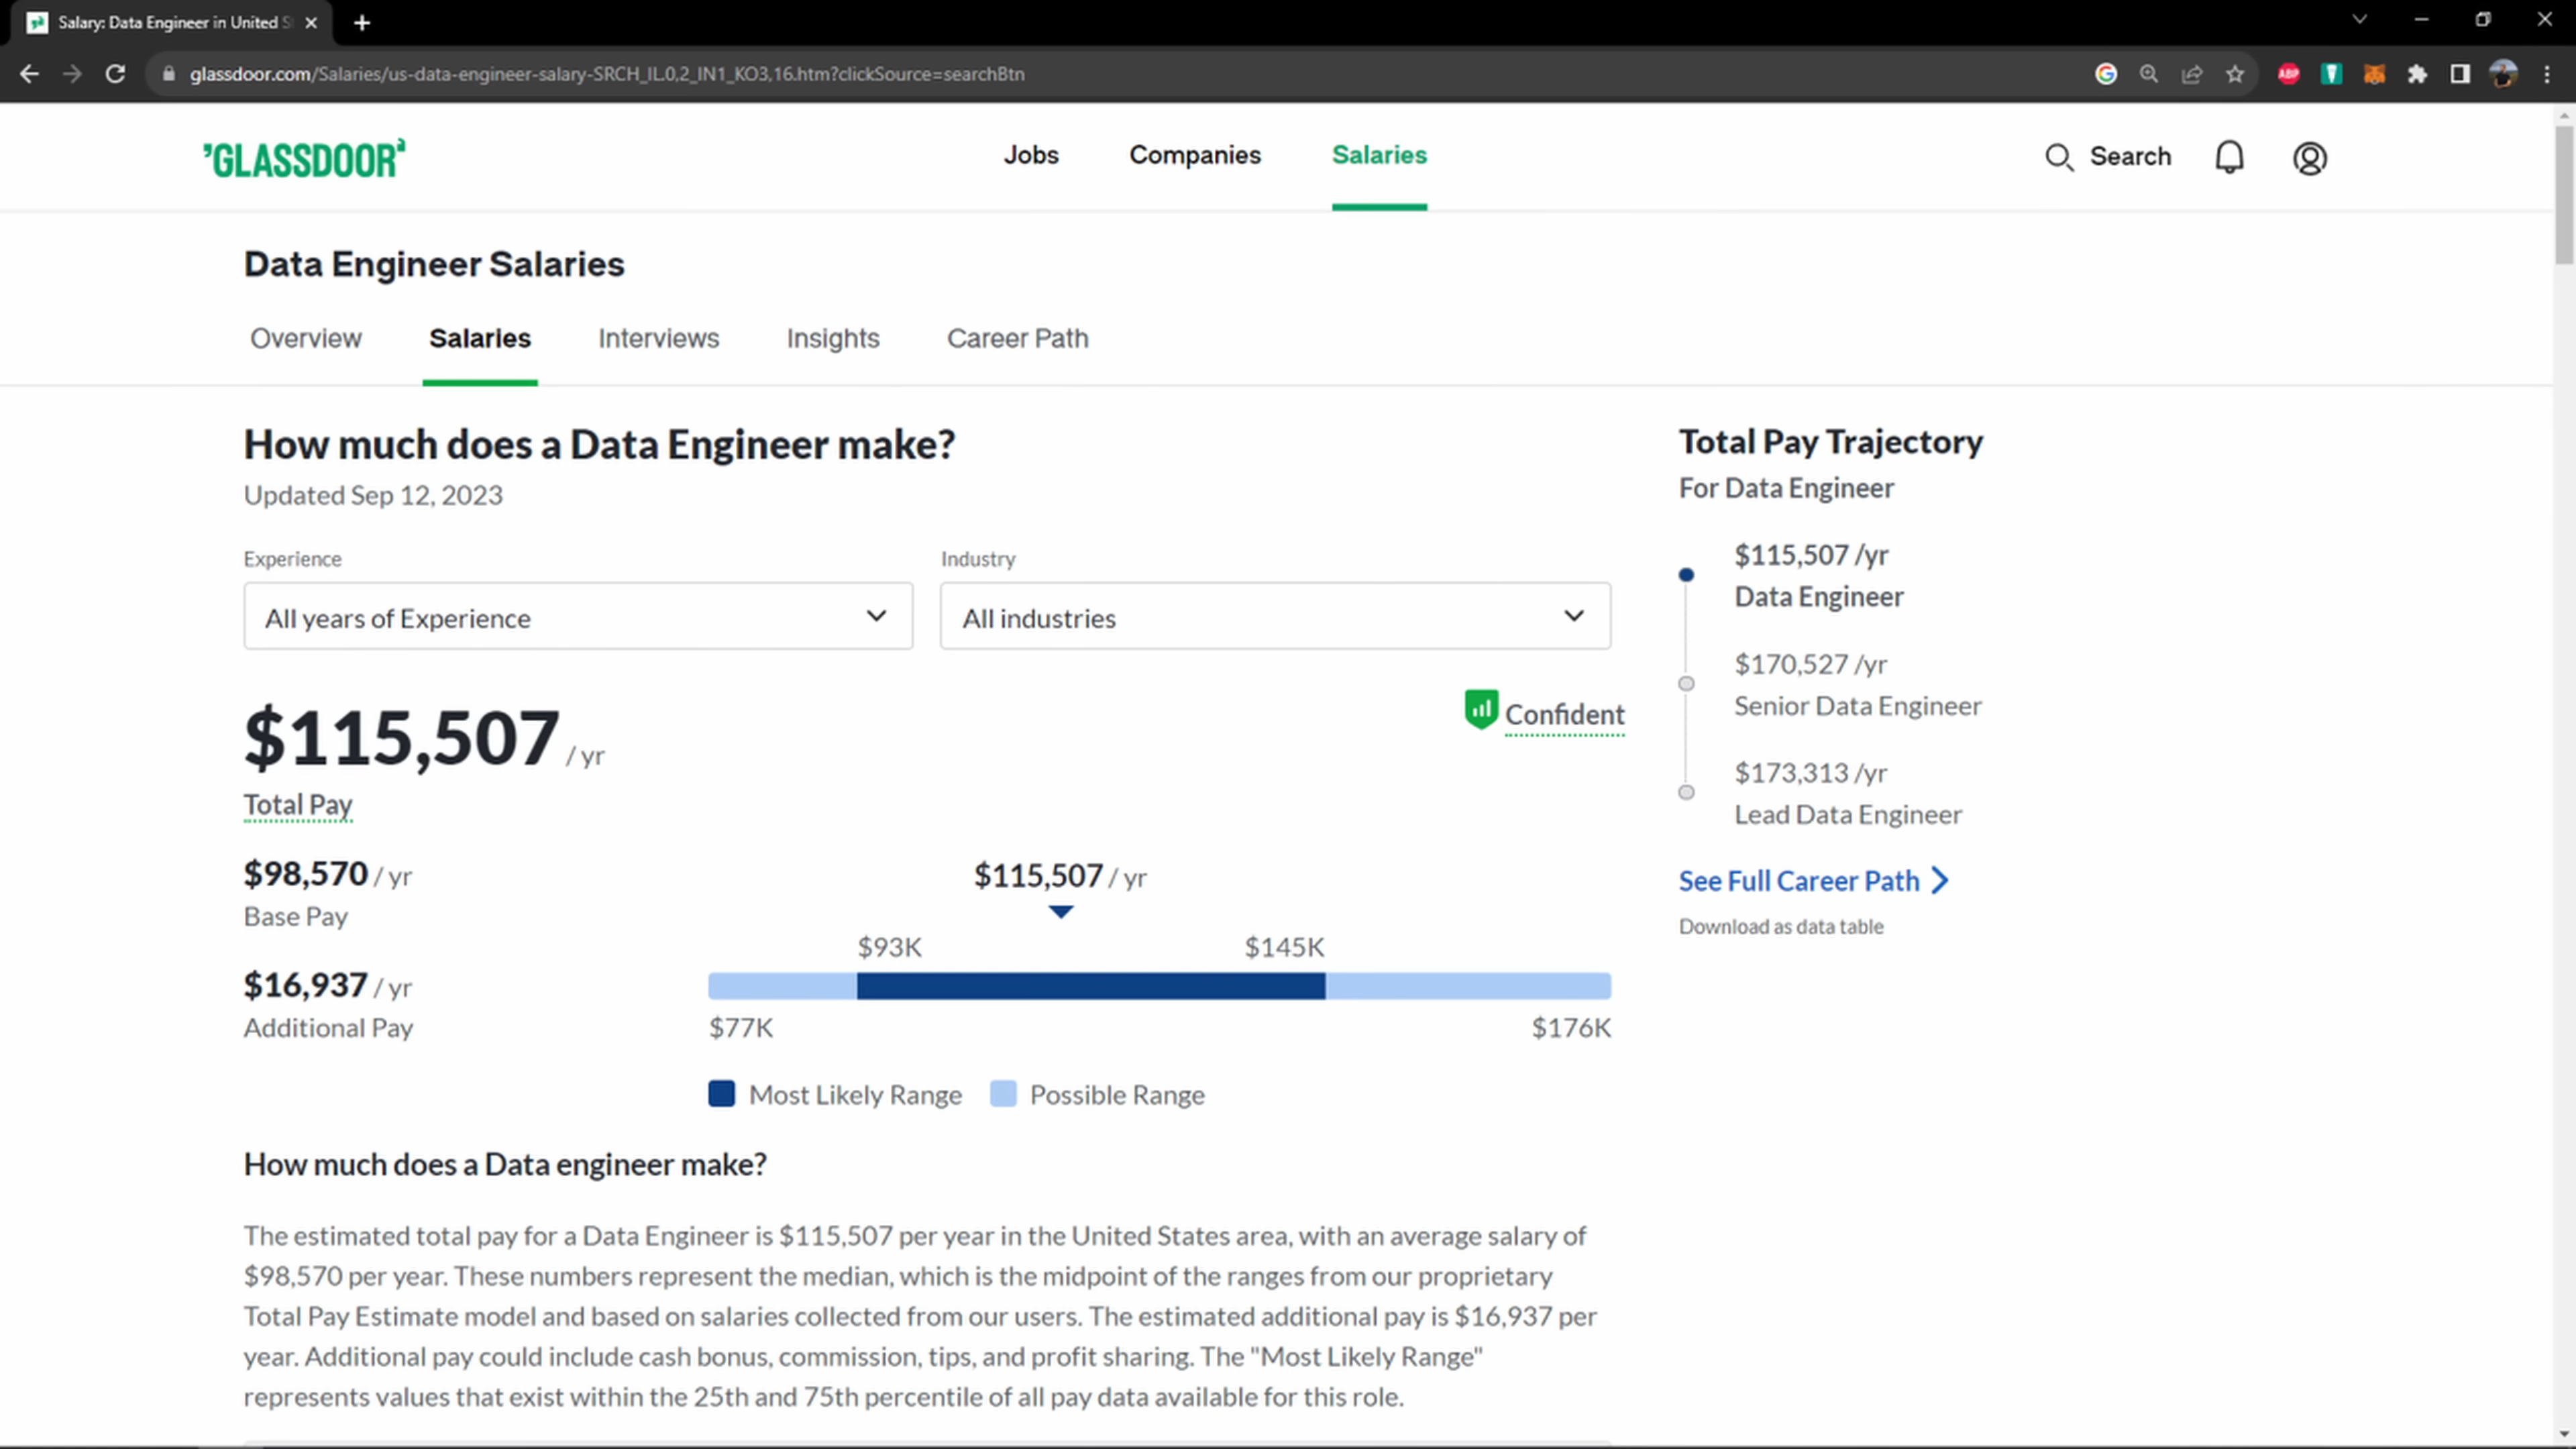 Salary: Data Engineer in United S
glassdoor.com/Salaries/us-data-engineer-salary-SRCH_IL.0,2_IN1_KO3,16.htm?clickSource=searchBtn
ABP
GLASSDOOR
Jobs
Companies
Salaries
Search
Data Engineer Salaries
Overview
Salaries
Interviews
Insights
Career Path
How much does a Data Engineer make?
Updated Sep 12, 2023
Experience
Industry
All years of Experience
All industries
$115,507 / yr
Confident
Total Pay
$98,570 / yr
Base Pay
$16,937 / yr
Additional Pay
$115,507 / yr
$93K
$145K
$77K
$176K
Most Likely Range
Possible Range
Total Pay Trajectory
For Data Engineer
$115,507 /yr
Data Engineer
$170,527 /yr
Senior Data Engineer
$173,313 /yr
Lead Data Engineer
See Full Career Path
Download as data table
How much does a Data engineer make?
The estimated total pay for a Data Engineer is $115,507 per year in the United States area, with an average salary of
$98,570 per year. These numbers represent the median, which is the midpoint of the ranges from our proprietary
Total Pay Estimate model and based on salaries collected from our users. The estimated additional pay is $16,937 per
year. Additional pay could include cash bonus, commission, tips, and profit sharing. The "Most Likely Range"
represents values that exist within the 25th and 75th percentile of all pay data available for this role.